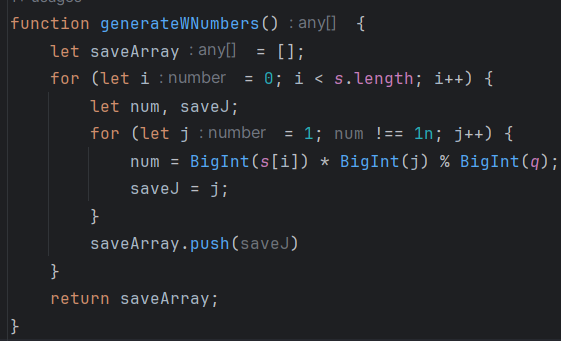 function generateWNumbers() : any[] {
    let saveArray : any[] = [];
    for (let i : number = 0; i < s.length; i++) {
        let num, saveJ;
        for (let j : number = 1; num !== 1n; j++) {
            num = BigInt(s[i]) * BigInt(j) % BigInt(q);
            saveJ = j;
        }
        saveArray.push(saveJ)
    }
    return saveArray;
}